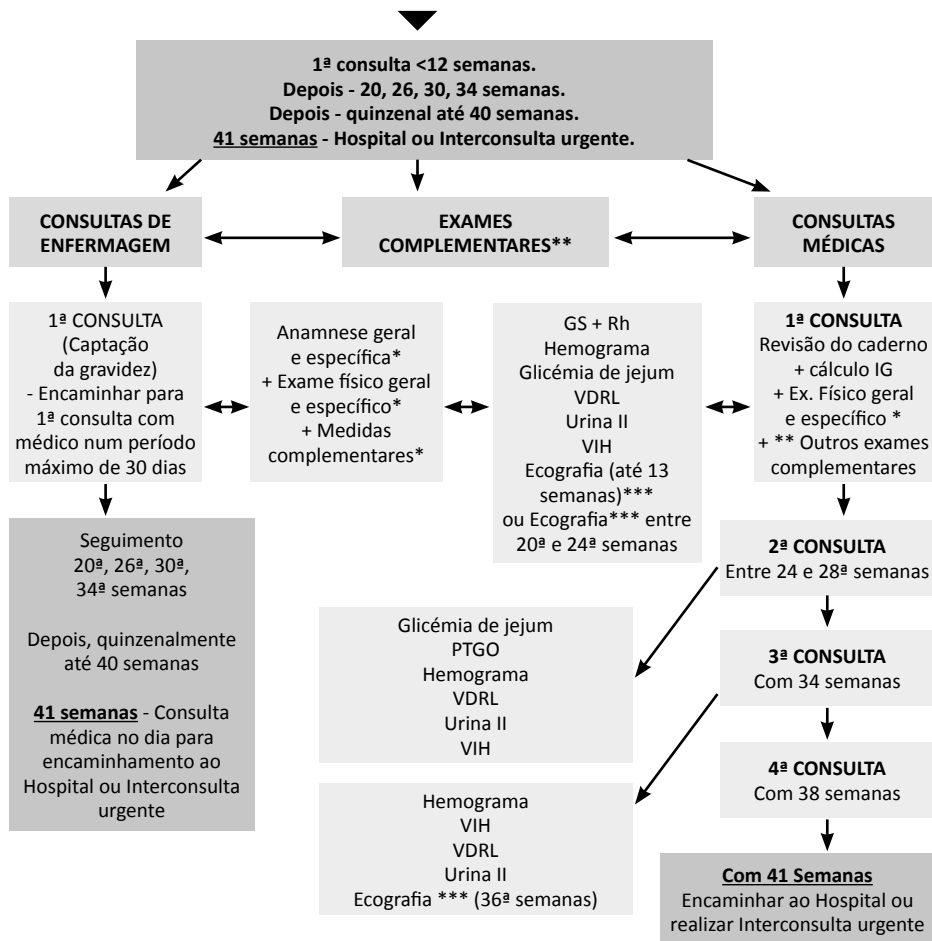 1ª consulta <12 semanas.
Depois - 20, 26, 30, 34 semanas.
Depois - quinzenal até 40 semanas.
41 semanas - Hospital ou Interconsulta urgente.
CONSULTAS DE
ENFERMAGEM
EXAMES
COMPLEMENTARES**
CONSULTAS
MÉDICAS
1ª CONSULTA
(Captação
da gravidez)
- Encaminhar para
1ª consulta com
médico num período
máximo de 30 dias
Anamnese geral
e específica*
+ Exame físico geral
e específico*
+ Medidas
complementares*
GS + Rh
Hemograma
Glicémia de jejum
VDRL
Urina II
VIH
Ecografia (até 13
semanas)***
ou Ecografia*** entre
20ª e 24ª semanas
1ª CONSULTA
Revisão do caderno
+ cálculo IG
+ Ex. Físico geral
e específico *
+ ** Outros exames
complementares
Seguimento
20ª, 26ª, 30ª,
34ª semanas
Depois, quinzenalmente
até 40 semanas
41 semanas - Consulta
médica no dia para
encaminhamento ao
Hospital ou Interconsulta
urgente
2ª CONSULTA
Entre 24 e 28ª semanas
Glicémia de jejum
PTGO
Hemograma
VDRL
Urina II
VIH
3ª CONSULTA
Com 34 semanas
Hemograma
VIH
VDRL
Urina II
Ecografia *** (36ª semanas)
4ª CONSULTA
Com 38 semanas
Com 41 Semanas
Encaminhar ao Hospital ou
realizar Interconsulta urgente